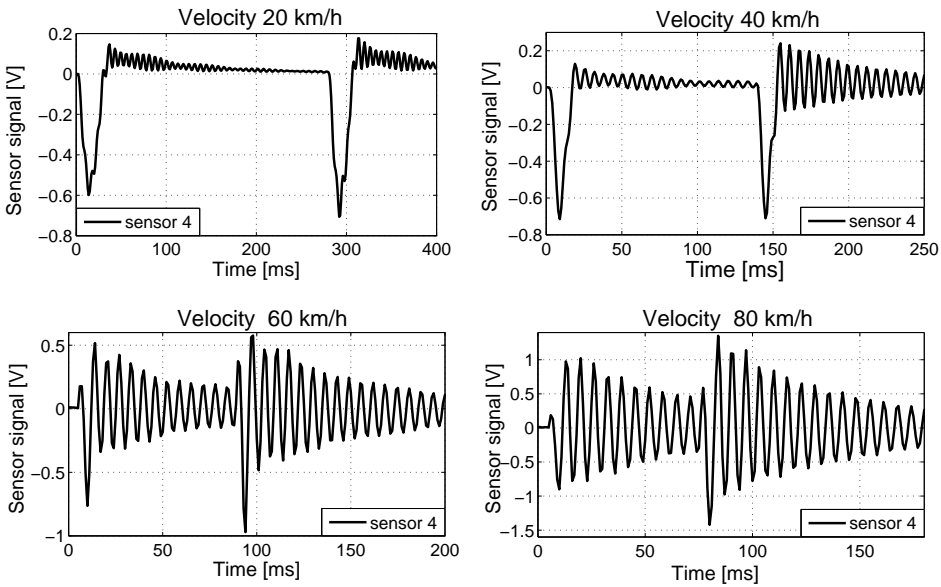 Velocity 20 km/h
Sensor signal [V]
0.2
0
−0.2
−0.4
−0.6
−0.8
sensor 4
0 100 200 300 400
Time [ms]
Velocity 40 km/h
Sensor signal [V]
0.2
0
−0.2
−0.4
−0.6
−0.8
sensor 4
0 50 100 150 200 250
Time [ms]
Velocity 60 km/h
Sensor signal [V]
0.5
0
−0.5
−1
sensor 4
0 50 100 150 200
Time [ms]
Velocity 80 km/h
Sensor signal [V]
1
0.5
0
−0.5
−1
−1.5
sensor 4
0 50 100 150
Time [ms]